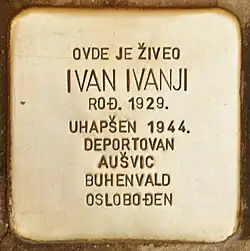 OVDE JE ŽIVEO
IVAN IVANJI
ROĐ. 1929.
UHAPŠEN 1944.
DEPORTOVAN
AUŠVIC
BUHENVALD
OSLOBOĐEN